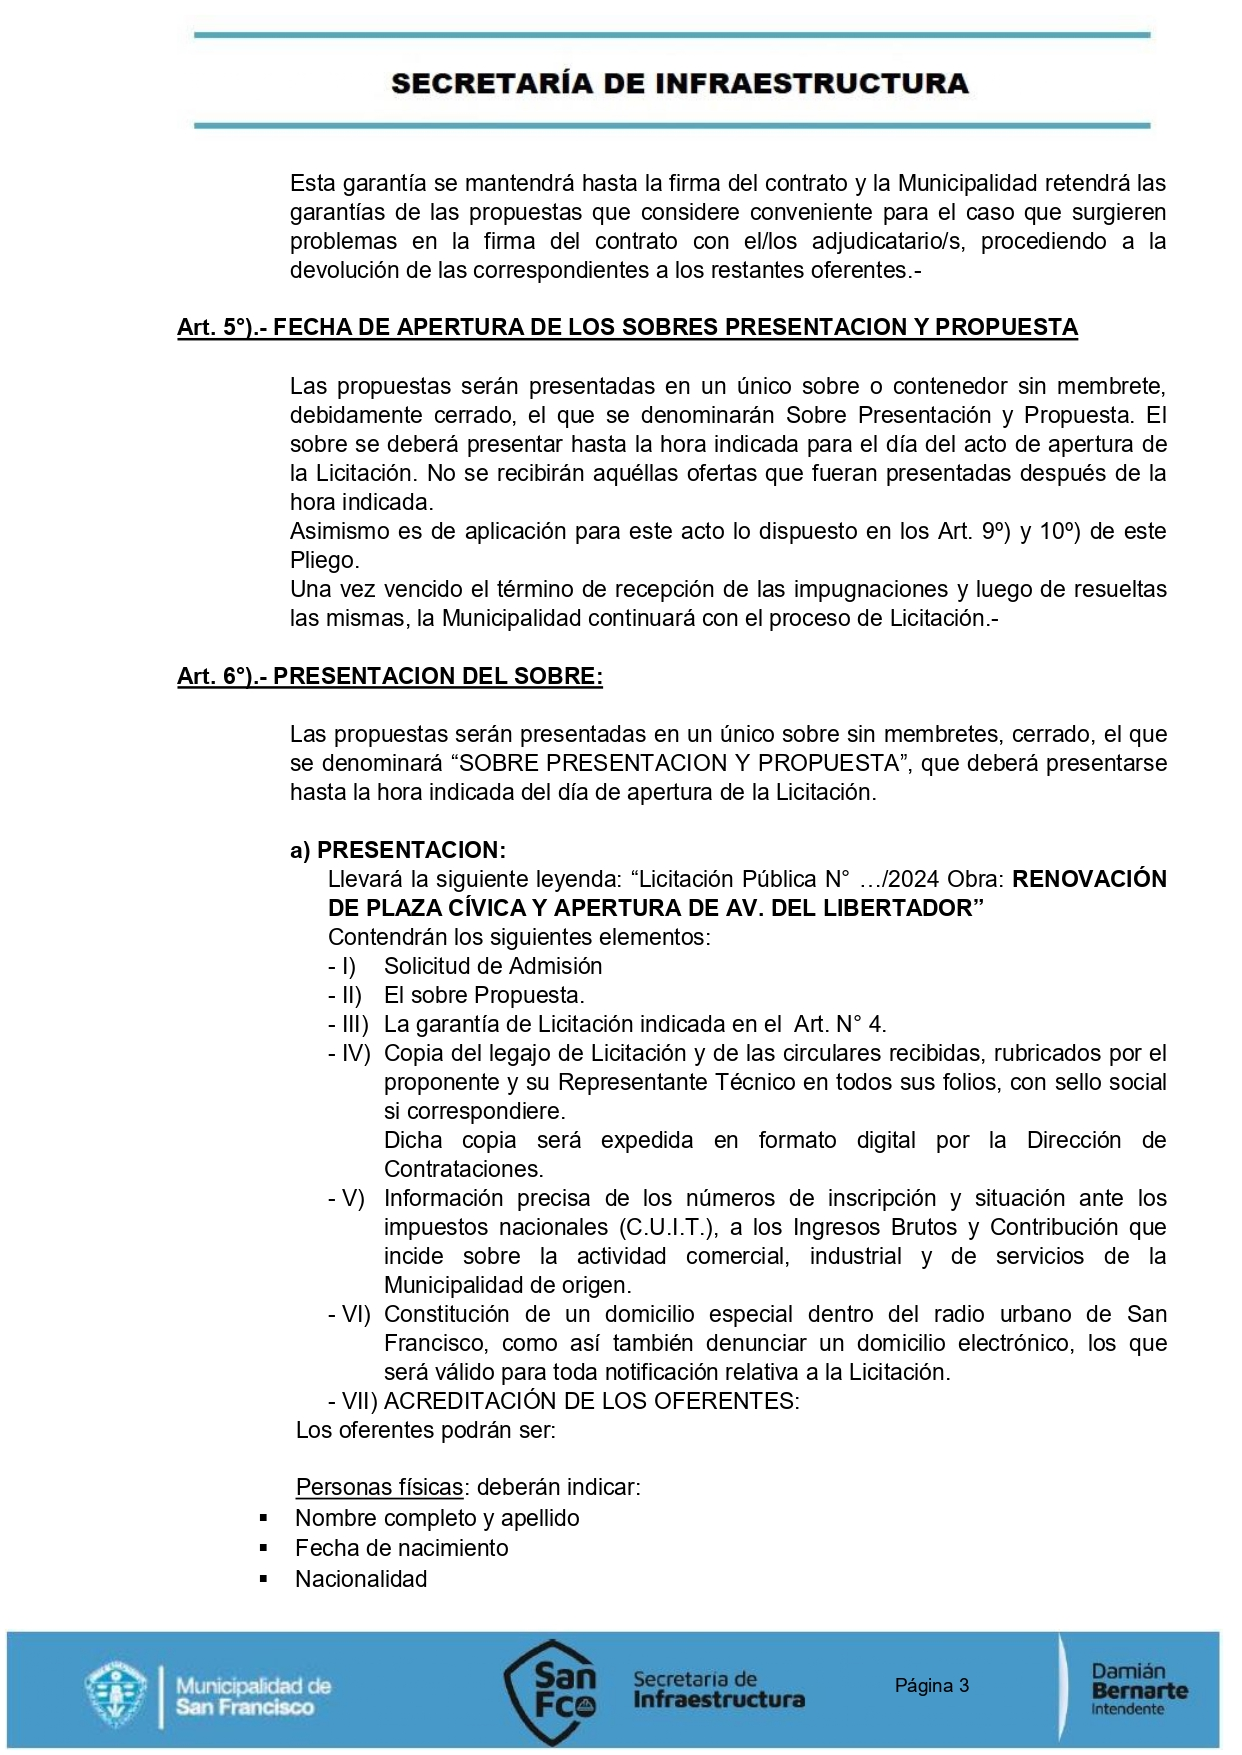 SECRETARÍA DE INFRAESTRUCTURA
Esta garantía se mantendrá hasta la firma del contrato y la Municipalidad retendrá las
garantías de las propuestas que considere conveniente para el caso que surgieren
problemas en la firma del contrato con el/los adjudicatario/s, procediendo a la
devolución de las correspondientes a los restantes oferentes.-
Art. 5°).- FECHA DE APERTURA DE LOS SOBRES PRESENTACION Y PROPUESTA
Las propuestas serán presentadas en un único sobre o contenedor sin membrete,
debidamente cerrado, el que se denominarán Sobre Presentación y Propuesta. El
sobre se deberá presentar hasta la hora indicada para el día del acto de apertura de
la Licitación. No se recibirán aquéllas ofertas que fueran presentadas después de la
hora indicada.
Asimismo es de aplicación para este acto lo dispuesto en los Art. 9º) y 10º) de este
Pliego.
Una vez vencido el término de recepción de las impugnaciones y luego de resueltas
las mismas, la Municipalidad continuará con el proceso de Licitación.-
Art. 6°).- PRESENTACION DEL SOBRE:
Las propuestas serán presentadas en un único sobre sin membretes, cerrado, el que
se denominará “SOBRE PRESENTACION Y PROPUESTA”, que deberá presentarse
hasta la hora indicada del día de apertura de la Licitación.
a) PRESENTACION:
Llevará la siguiente leyenda: “Licitación Pública N° …/2024 Obra: RENOVACIÓN
DE PLAZA CÍVICA Y APERTURA DE AV. DEL LIBERTADOR”
Contendrán los siguientes elementos:
- I) Solicitud de Admisión
- II) El sobre Propuesta.
- III) La garantía de Licitación indicada en el Art. N° 4.
- IV) Copia del legajo de Licitación y de las circulares recibidas, rubricados por el
proponente y su Representante Técnico en todos sus folios, con sello social
si correspondiere.
Dicha copia será expedida en formato digital por la Dirección de
Contrataciones.
- V) Información precisa de los números de inscripción y situación ante los
impuestos nacionales (C.U.I.T.), a los Ingresos Brutos y Contribución que
incide sobre la actividad comercial, industrial y de servicios de la
Municipalidad de origen.
- VI) Constitución de un domicilio especial dentro del radio urbano de San
Francisco, como así también denunciar un domicilio electrónico, los que
será válido para toda notificación relativa a la Licitación.
- VII) ACREDITACIÓN DE LOS OFERENTES:
Los oferentes podrán ser:
Personas físicas: deberán indicar:
▪ Nombre completo y apellido
▪ Fecha de nacimiento
▪ Nacionalidad
Municipalidad de
San Francisco
San
Fco
Secretaría de
Infraestructura
Página 3
Damián
Bernarte
Intendente